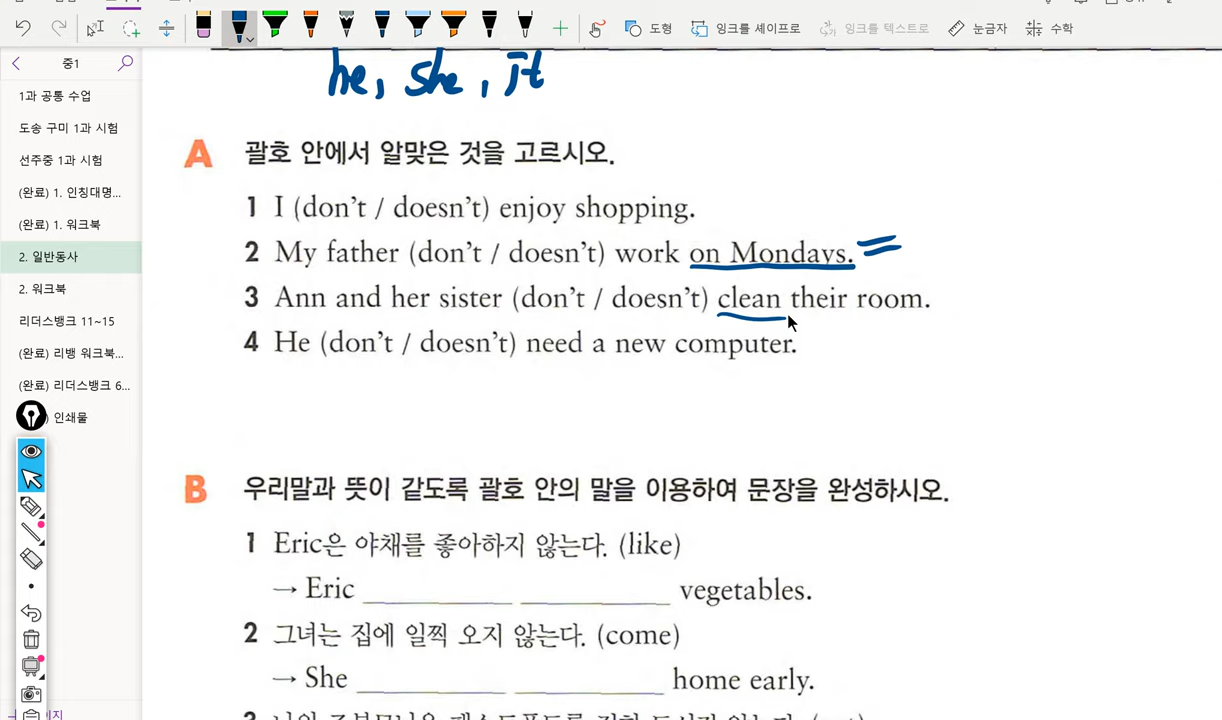 도형 잉크를 셰이프로 잉크를 텍스트로 눈금자 수학
중1
1과 공통 수업
도송 구미 1과 시험
선주중 1과 시험
(완료) 1. 인칭대명...
(완료) 1. 워크북
2. 일반동사
2. 워크북
리더스뱅크 11~15
(완료) 리뱅 워크북...
(완료) 리더스뱅크 6...
인쇄물
he, she, it
A 괄호 안에서 알맞은 것을 고르시오.
1 I (don't / doesn't) enjoy shopping.
2 My father (don't / doesn't) work on Mondays.
3 Ann and her sister (don't / doesn't) clean their room.
4 He (don't / doesn't) need a new computer.
B 우리말과 뜻이 같도록 괄호 안의 말을 이용하여 문장을 완성하시오.
1 Eric은 야채를 좋아하지 않는다. (like)
→ Eric ________ ________ vegetables.
2 그녀는 집에 일찍 오지 않는다. (come)
→ She ________ ________ home early.